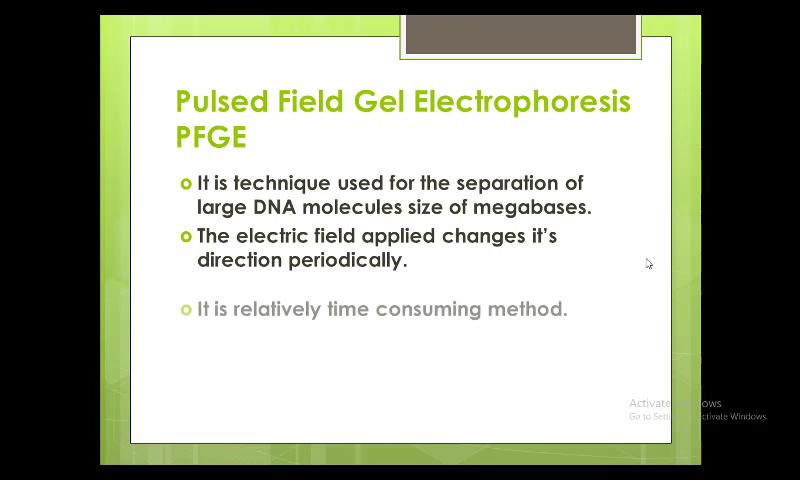 Pulsed Field Gel Electrophoresis
PFGE
It is technique used for the separation of
large DNA molecules size of megabases.
The electric field applied changes it's
direction periodically.
It is relatively time consuming method.
Activate Windows
Go to Settings to activate Windows.